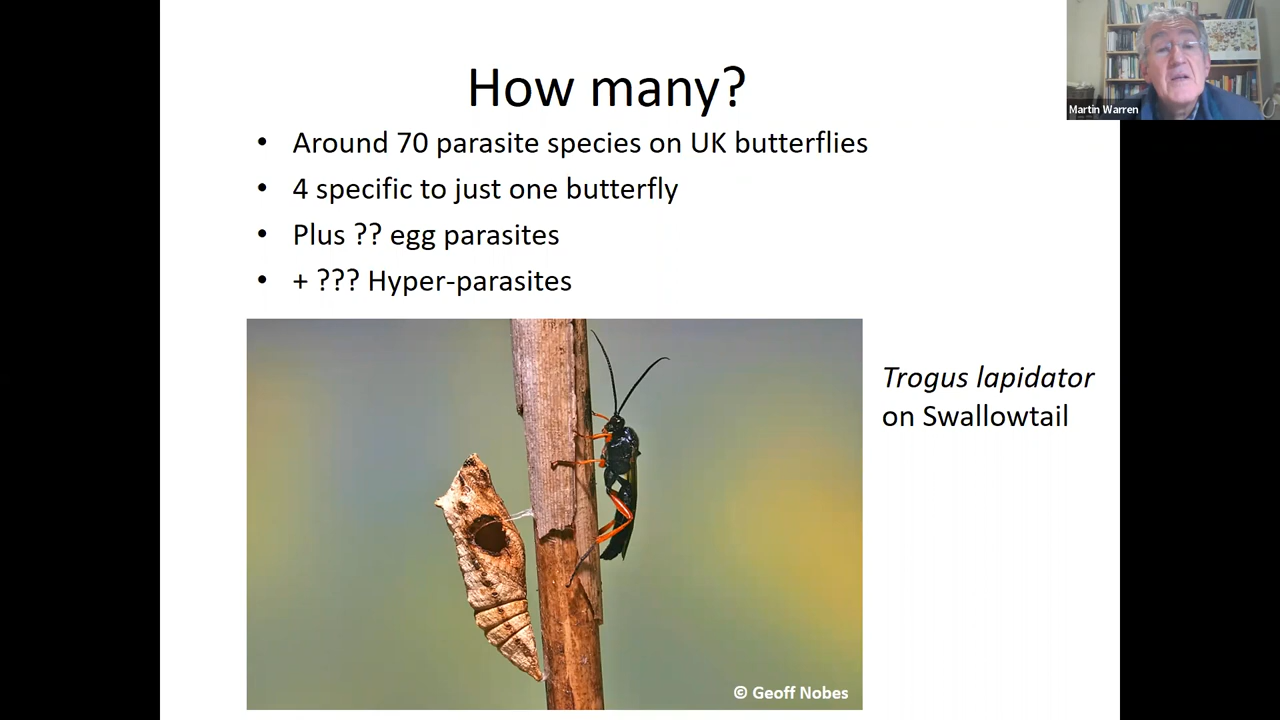 How many?
• Around 70 parasite species on UK butterflies
• 4 specific to just one butterfly
• Plus ?? egg parasites
• + ??? Hyper-parasites
Trogus lapidator
on Swallowtail
© Geoff Nobes
Martin Warren